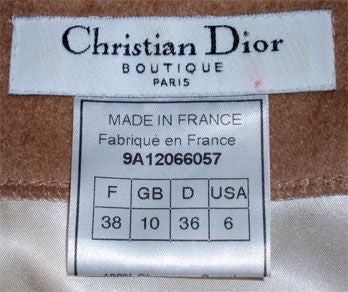 Christian Dior
BOUTIQUE
PARIS
MADE IN FRANCE
Fabriqué en France
9A12066057
F GB D USA
38 10 36 6